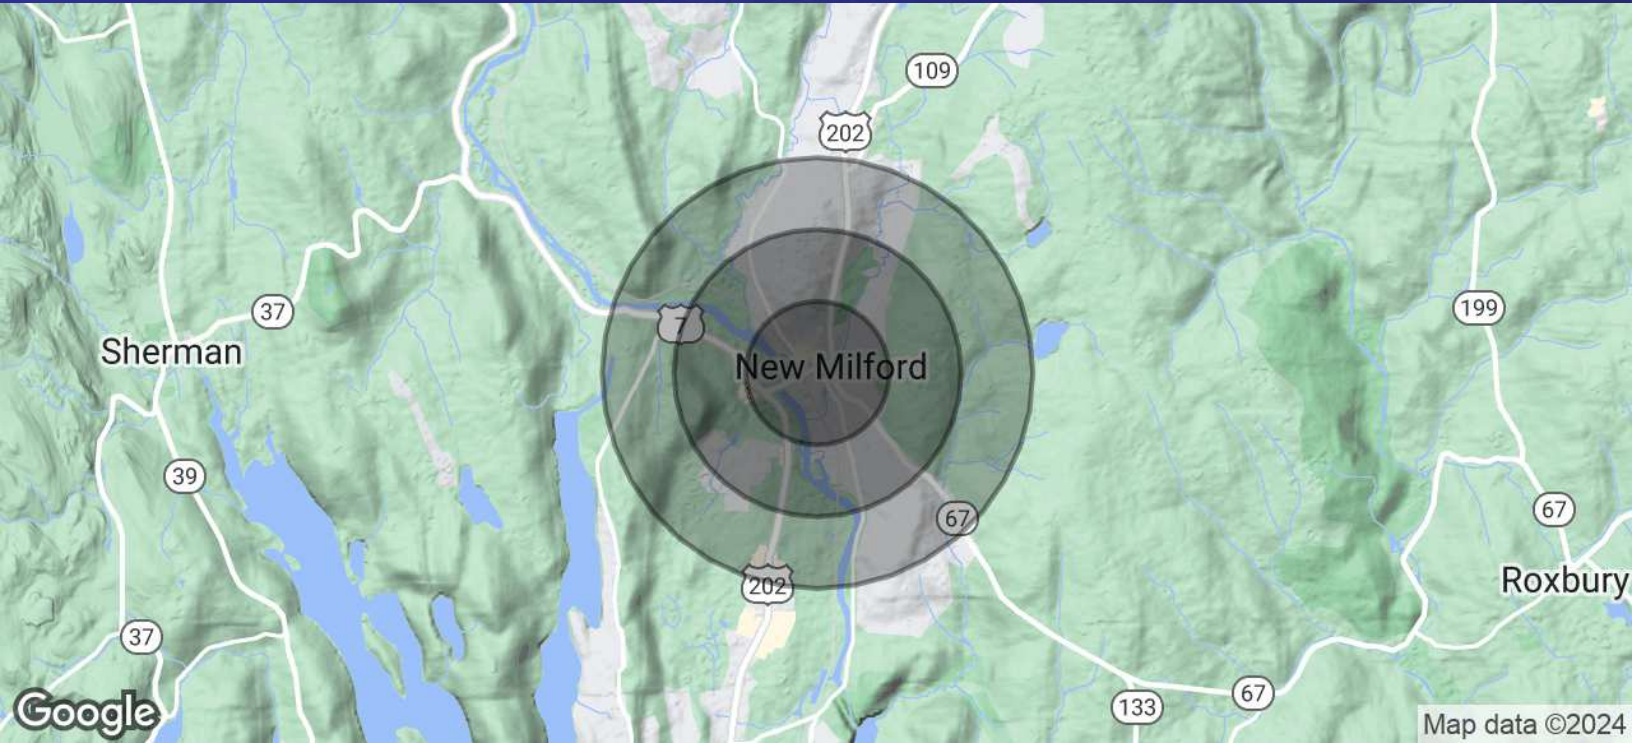 109
202
37
7
199
Sherman
New Milford
39
67
67
202
Roxbury
37
133
67
Google
Map data ©2024